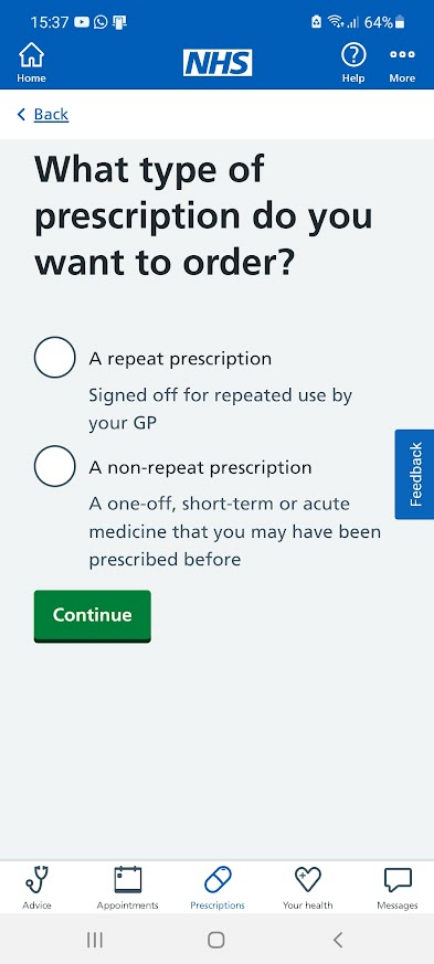 15:37
64%
NHS
Home
Help
More
Back
What type of
prescription do you
want to order?
A repeat prescription
Signed off for repeated use by
your GP
A non-repeat prescription
A one-off, short-term or acute
medicine that you may have been
prescribed before
Feedback
Continue
Advice
Appointments
Prescriptions
Your health
Messages